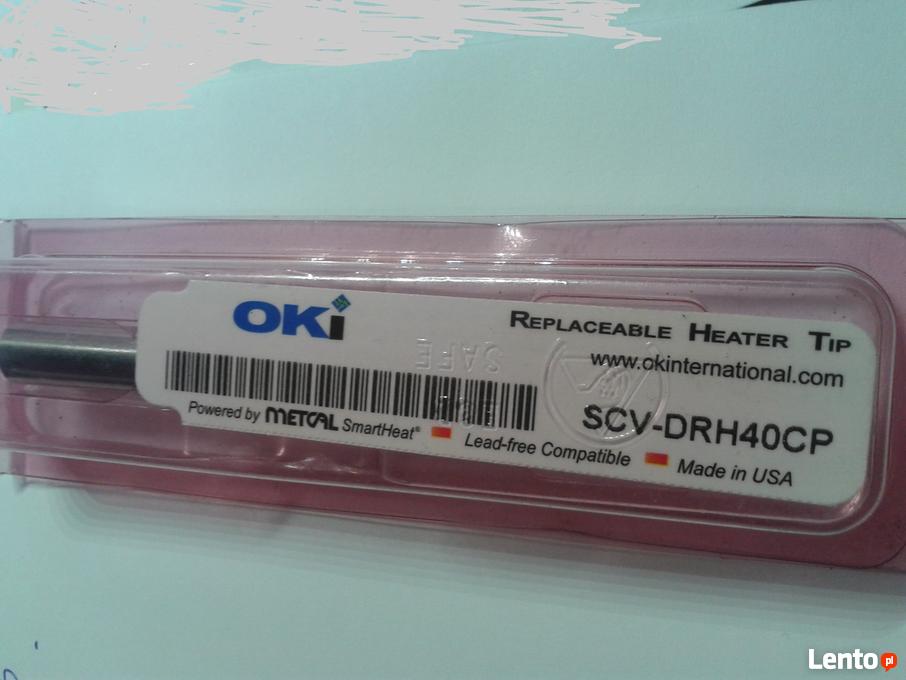 OKi
REPLACEABLE HEATER TIP
www.okinternational.com
SAFE
ESD
SCV-DRH40CP
Powered by METCAL SmartHeat® Lead-free Compatible Made in USA
Lento pl